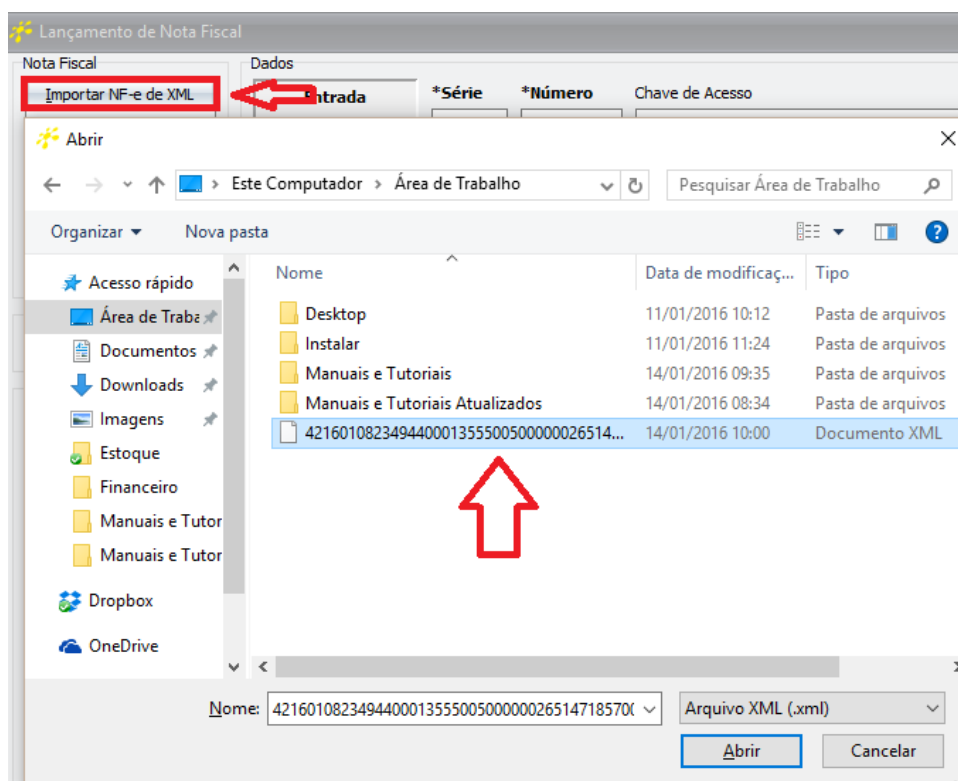 Lançamento de Nota Fiscal
Nota Fiscal
Dados
Importar NF-e de XML
Entrada
*Série
*Número
Chave de Acesso
Abrir
Este Computador > Área de Trabalho
Pesquisar Área de Trabalho
Organizar
Nova pasta
?
Nome
Data de modificaç...
Tipo
Acesso rápido
Área de Traba
Documentos
Downloads
Imagens
Estoque
Financeiro
Manuais e Tutor
Manuais e Tutor
Dropbox
OneDrive
Desktop 11/01/2016 10:12 Pasta de arquivos
Instalar 11/01/2016 11:24 Pasta de arquivos
Manuais e Tutoriais 14/01/2016 09:35 Pasta de arquivos
Manuais e Tutoriais Atualizados 14/01/2016 08:34 Pasta de arquivos
421601082349440001355500500000026514... 14/01/2016 10:00 Documento XML
Nome: 421601082349440001355500500000026514718570(
Arquivo XML (.xml)
Abrir
Cancelar